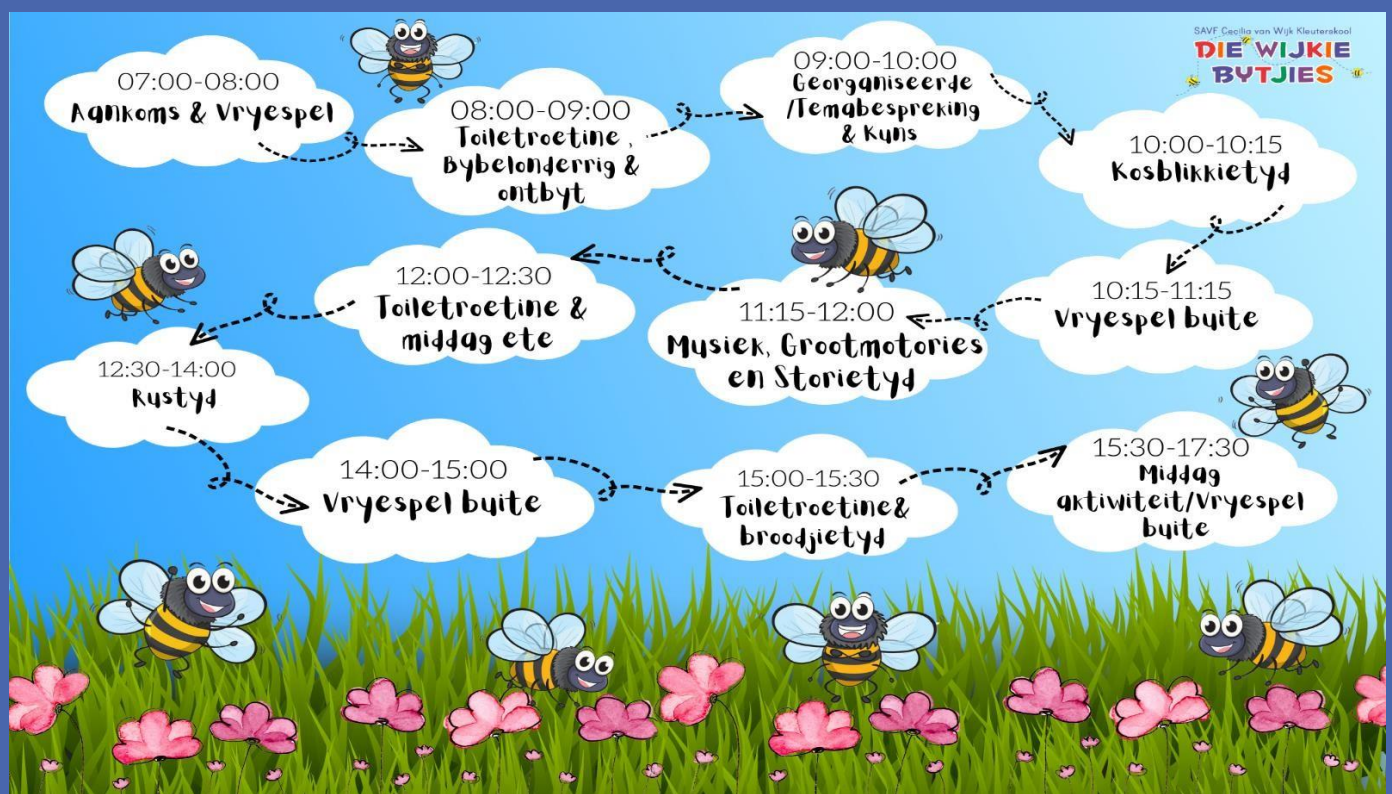 SAVF Cecilia van Wijk Kleuterskool
DIE WIJKIE
BYTJIES
07:00-08:00
Aankoms & Vryespel
08:00-09:00
Toiletroetine,
Bybelonderrig &
ontbyt
09:00-10:00
Georganiseerde
/Temabespreking
& Kuns
10:00-10:15
Kosblikkietyd
10:15-11:15
Vryespel buite
11:15-12:00
Musiek, Grootmotories
en Storietyd
12:00-12:30
Toiletroetine &
middag ete
12:30-14:00
Rustyd
14:00-15:00
Vryespel buite
15:00-15:30
Toiletroetine&
broodjietyd
15:30-17:30
Middag
aktiwiteit/Vryespel
buite